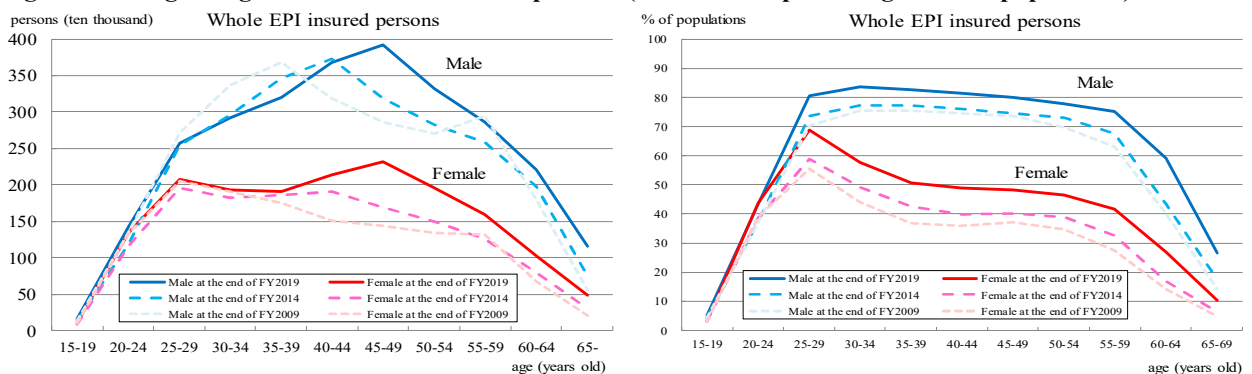 persons (ten thousand)
Whole EPI insured persons
400
350
300
250
200
150
100
50
0
Male
Female
Male at the end of FY2019
Female at the end of FY2019
Male at the end of FY2014
Female at the end of FY2014
Male at the end of FY2009
Female at the end of FY2009
15-19 20-24 25-29 30-34 35-39 40-44 45-49 50-54 55-59 60-64 65-
age (years old)
% of populations
Whole EPI insured persons
100
90
80
70
60
50
40
30
20
10
0
Male
Female
Male at the end of FY2019
Female at the end of FY2019
Male at the end of FY2014
Female at the end of FY2014
Male at the end of FY2009
Female at the end of FY2009
15-19 20-24 25-29 30-34 35-39 40-44 45-49 50-54 55-59 60-64 65-69
age (years old)